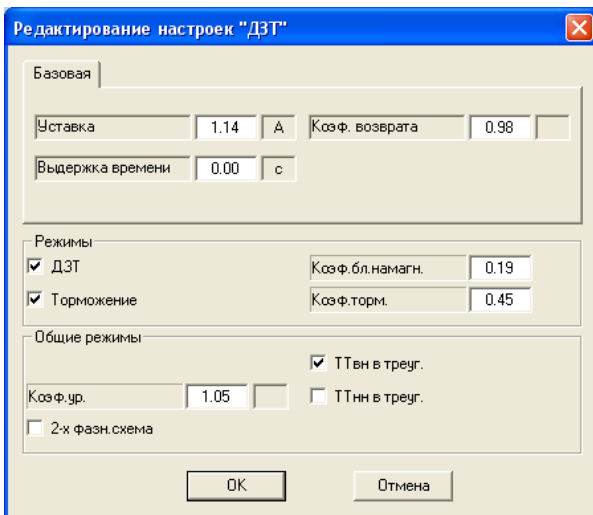 Редактирование настроек "ДЗТ"
Базовая
Уставка 1.14 А Коэф. возврата 0.98
Выдержка времени 0.00 с
Режимы
ДЗТ Коэф.бл.намагн. 0.19
Торможение Коэф.торм. 0.45
Общие режимы
ТТвн в треуг.
Коэф.ур. 1.05 ТТнн в треуг.
2-х фазн.схема
OK Отмена